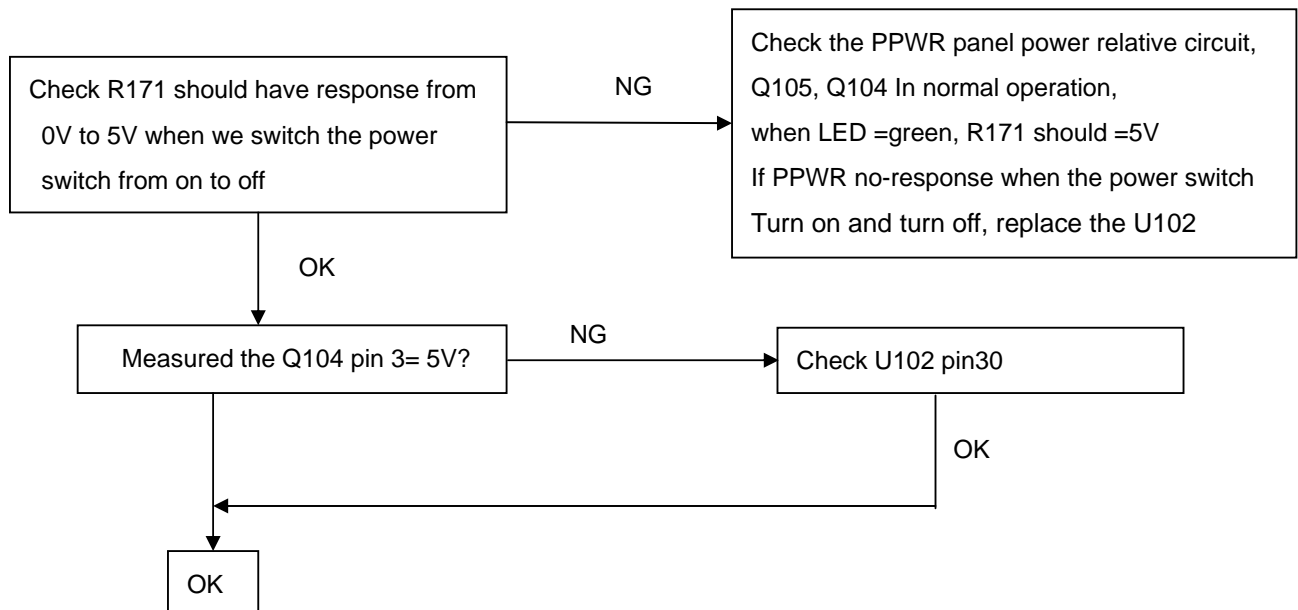 Check R171 should have response from
0V to 5V when we switch the power
switch from on to off
NG
Check the PPWR panel power relative circuit,
Q105, Q104 In normal operation,
when LED =green, R171 should =5V
If PPWR no-response when the power switch
Turn on and turn off, replace the U102
OK
Measured the Q104 pin 3= 5V?
NG
Check U102 pin30
OK
OK